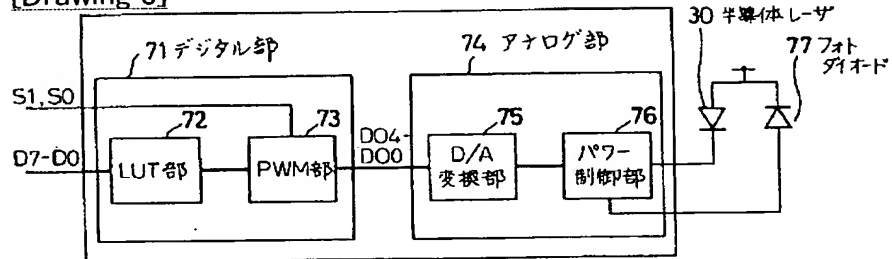 30 半導体レーザ
77 フォト
ダイオード
71 デジタル部
74 アナログ部
S1, S0
72
73
75
76
D7-D0
LUT部
PWM部
DO4-
DO0
D/A
変換部
パワー
制御部